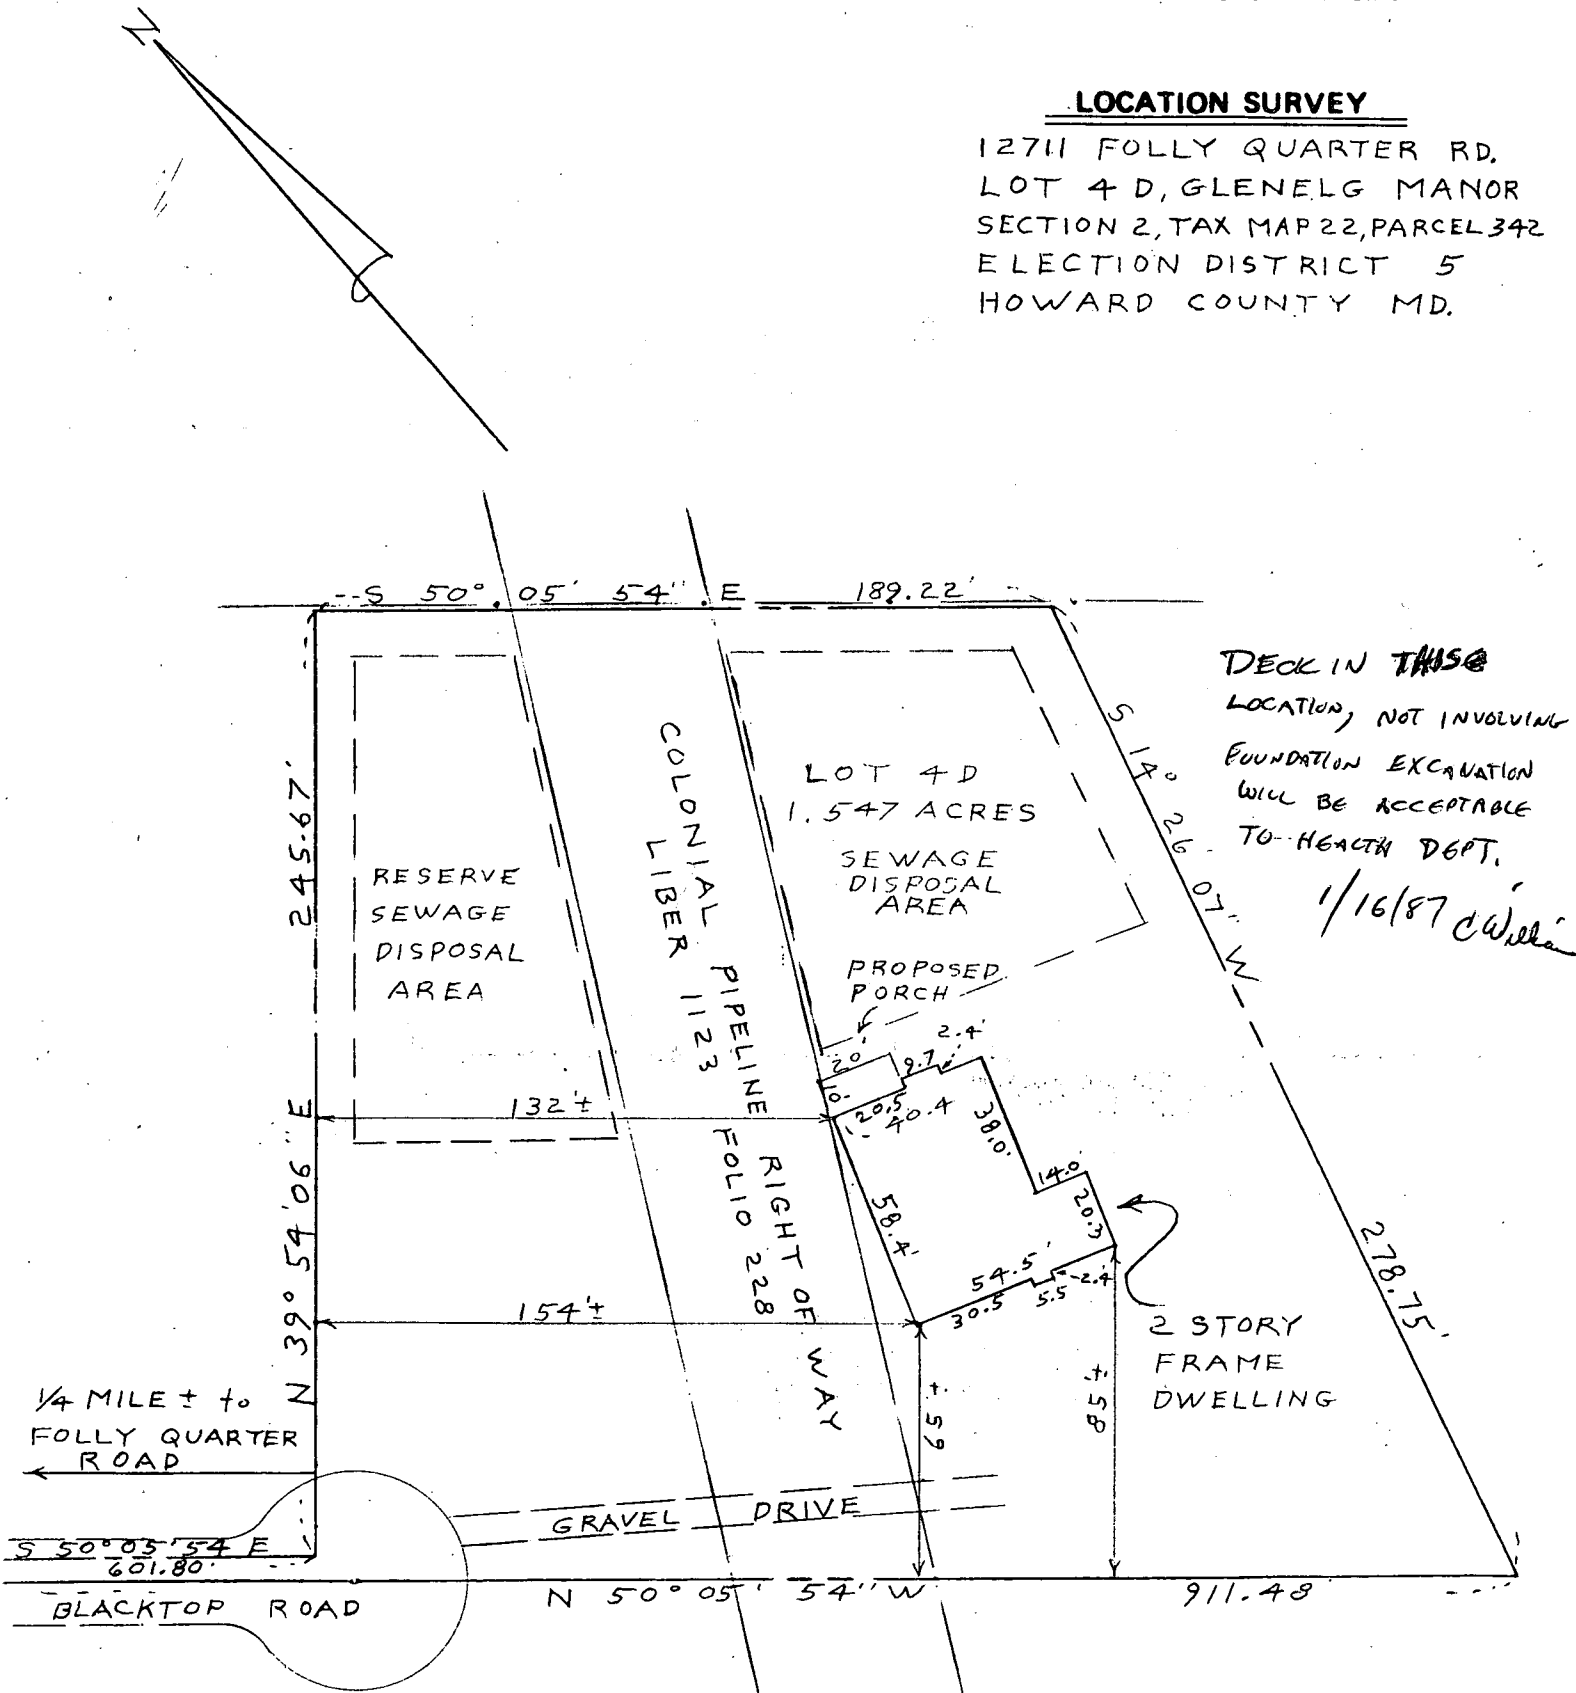 N
LOCATION SURVEY
12711 FOLLY QUARTER RD.
LOT 4 D, GLENELG MANOR
SECTION 2, TAX MAP 22, PARCEL 342
ELECTION DISTRICT 5
HOWARD COUNTY MD.
S 50° 05' 54" E 189.22'
DECK IN THIS
LOCATION, NOT INVOLVING
FOUNDATION EXCAVATION
WILL BE ACCEPTABLE
TO HEALTH DEPT.
1/16/87 C Williams
S 14° 26' 07" W
278.75'
LOT 4 D
1.547 ACRES
SEWAGE
DISPOSAL
AREA
COLONIAL PIPELINE RIGHT OF WAY
LIBER 1123 FOLIO 228
RESERVE
SEWAGE
DISPOSAL
AREA
N 39° 54' 06" E 245.67'
PROPOSED
PORCH
20'
10'
9.7
2.4'
20.5
40.4
38.0'
14.0'
20.3
58.4'
54.5'
30.5
5.5
2.4
132'±
154'±
59±
85±
2 STORY
FRAME
DWELLING
1/4 MILE ± to
FOLLY QUARTER
ROAD
GRAVEL DRIVE
S 50° 05' 54 E
601.80'
BLACKTOP ROAD
N 50° 05' 54" W 911.48'